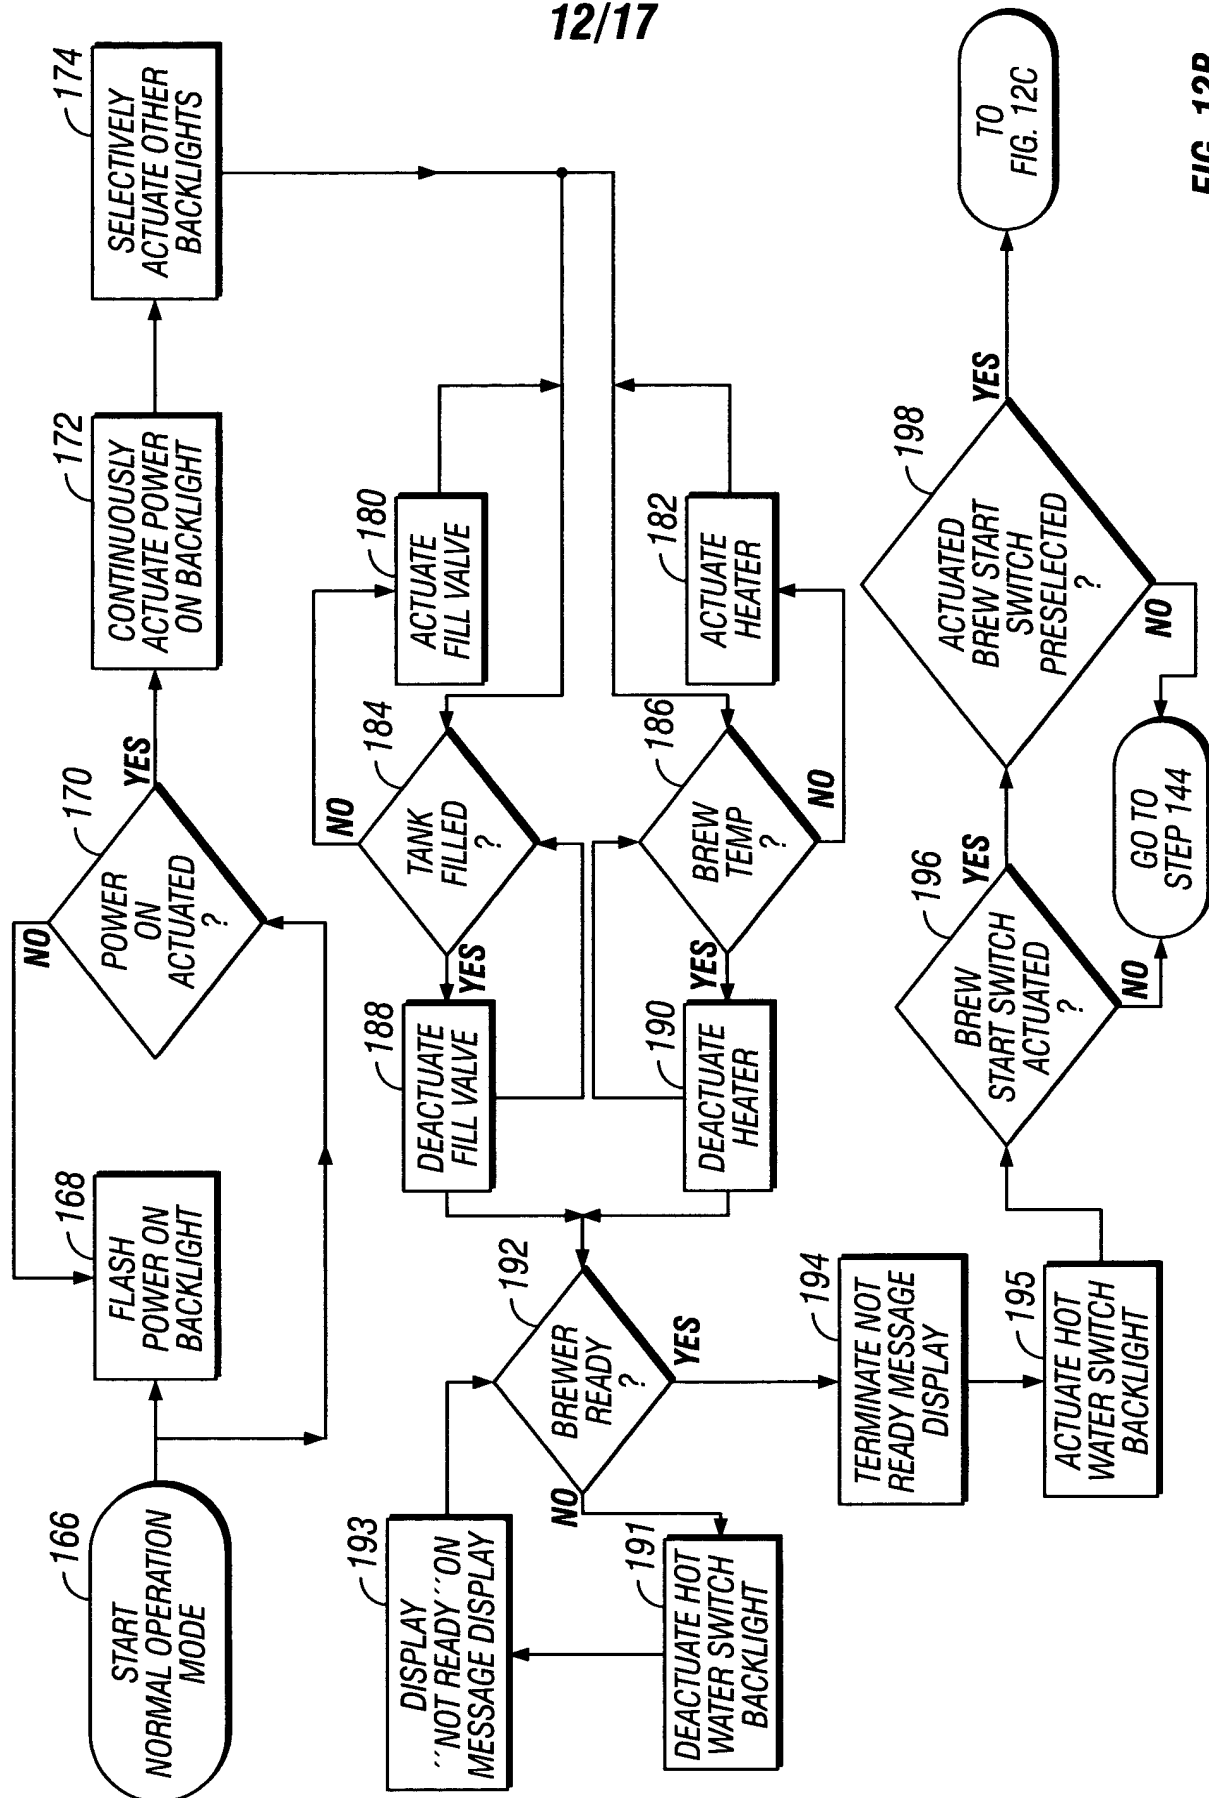 12/17
166
START
NORMAL OPERATION
MODE
168
FLASH
POWER ON
BACKLIGHT
170
POWER
ON
ACTUATED
?
NO
YES
172
CONTINUOUSLY
ACTUATE POWER
ON BACKLIGHT
174
SELECTIVELY
ACTUATE OTHER
BACKLIGHTS
180
ACTUATE
FILL VALVE
184
TANK
FILLED
?
NO
YES
188
DEACTUATE
FILL VALVE
182
ACTUATE
HEATER
186
BREW
TEMP
?
NO
YES
190
DEACTUATE
HEATER
192
BREWER
READY
?
NO
YES
193
DISPLAY
´´NOT READY´´ ON
MESSAGE DISPLAY
191
DEACTUATE HOT
WATER SWITCH
BACKLIGHT
194
TERMINATE NOT
READY MESSAGE
DISPLAY
195
ACTUATE HOT
WATER SWITCH
BACKLIGHT
196
BREW
START SWITCH
ACTUATED
?
YES
NO
198
ACTUATED
BREW START
SWITCH
PRESELECTED
?
YES
NO
GO TO
STEP 144
TO
FIG. 12C
FIG. 12B